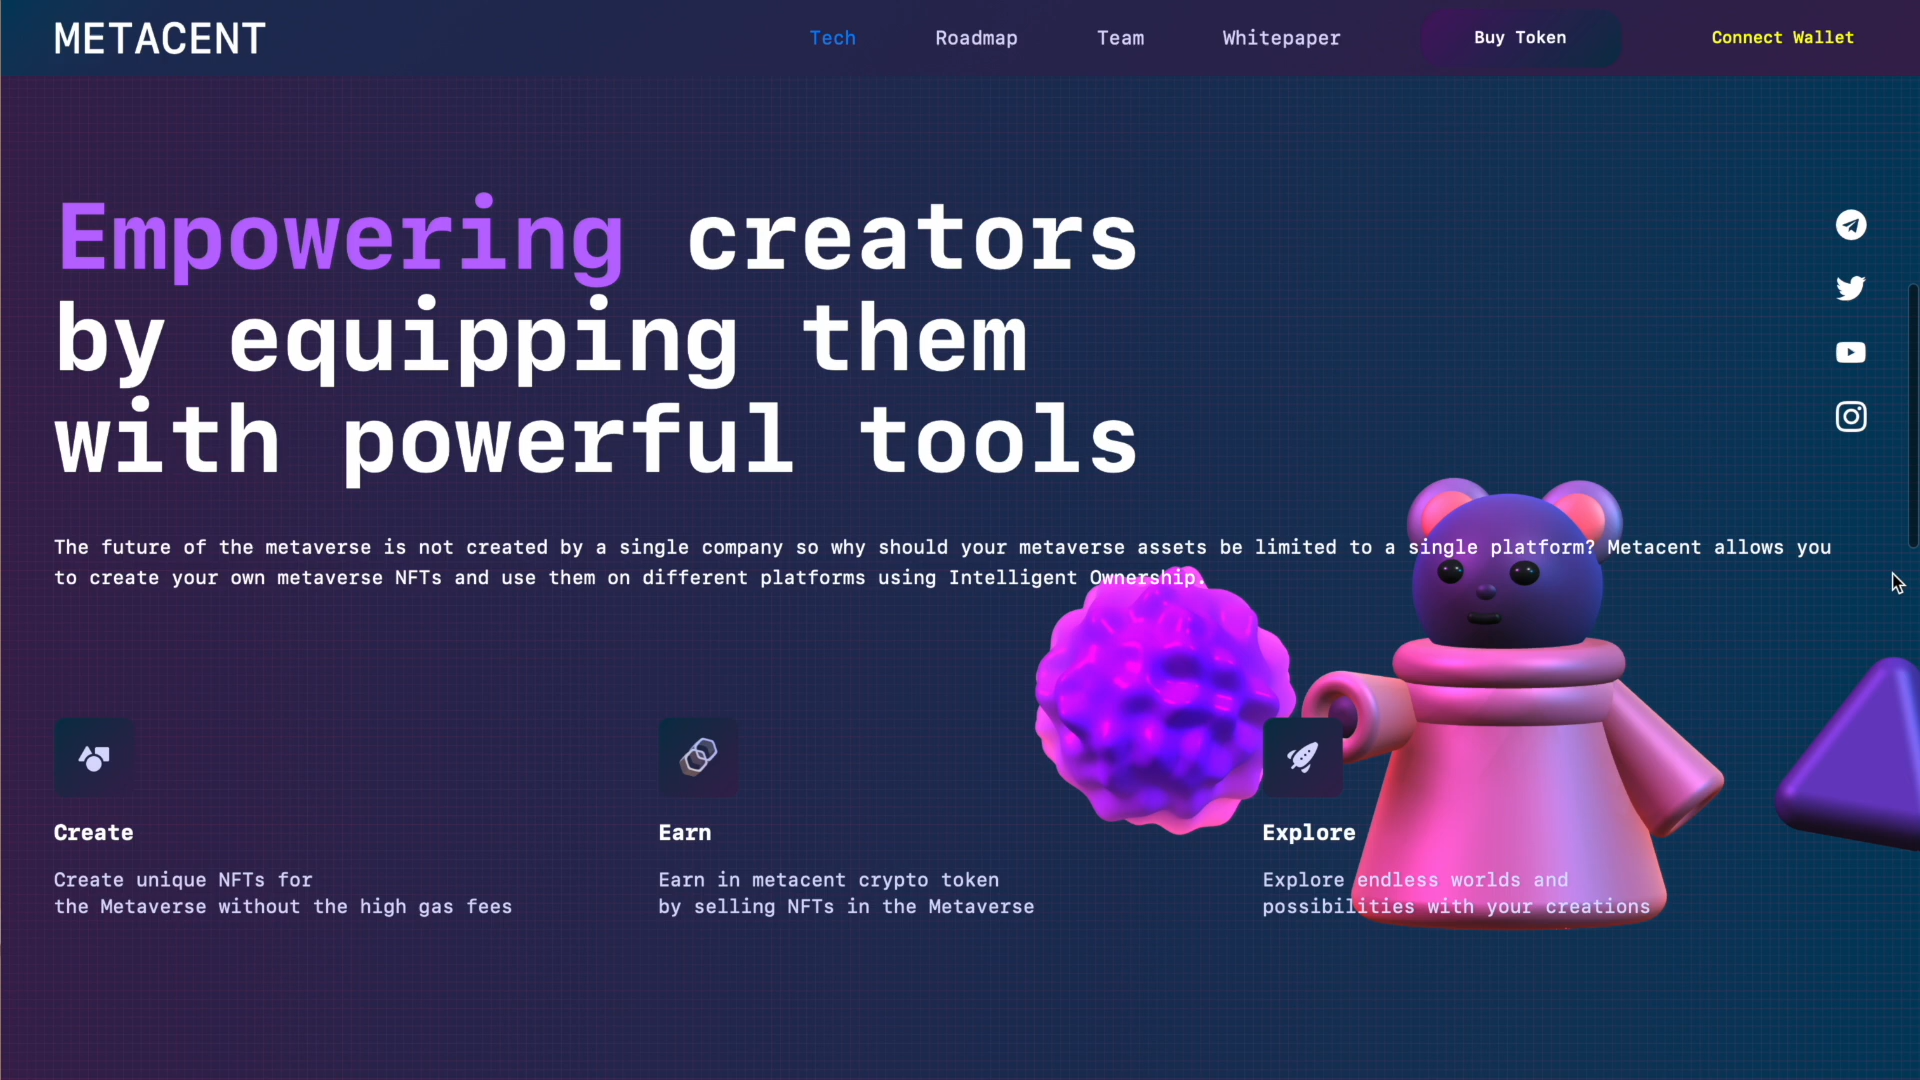 METACENT
Tech
Roadmap
Team
Whitepaper
Buy Token
Connect Wallet
Empowering creators
by equipping them
with powerful tools
The future of the metaverse is not created by a single company so why should your metaverse assets be limited to a single platform? Metacent allows you
to create your own metaverse NFTs and use them on different platforms using Intelligent Ownership.
Create
Create unique NFTs for
the Metaverse without the high gas fees
Earn
Earn in metacent crypto token
by selling NFTs in the Metaverse
Explore
Explore endless worlds and
possibilities with your creations